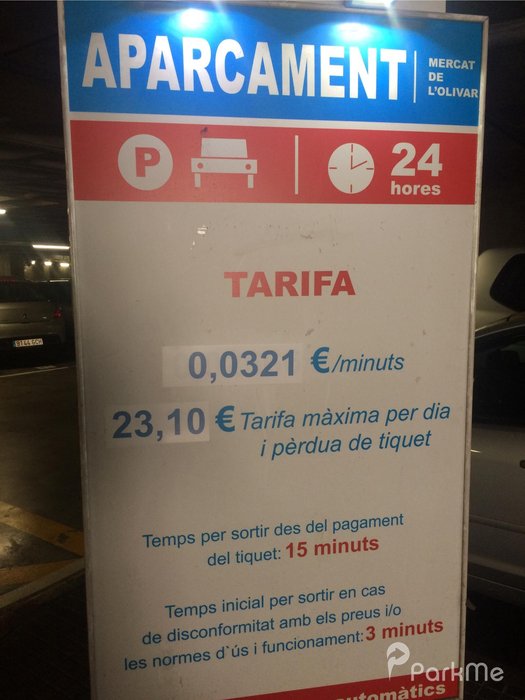 APARCAMENT
MERCAT
DE
L'OLIVAR
P
24
hores
TARIFA
0,0321 €/minuts
23,10 € Tarifa màxima per dia
i pèrdua de tiquet
Temps per sortir des del pagament
del tiquet: 15 minuts
Temps inicial per sortir en cas
de disconformitat amb els preus i/o
les normes d`ús i funcionament: 3 minuts
automàtics
ParkMe